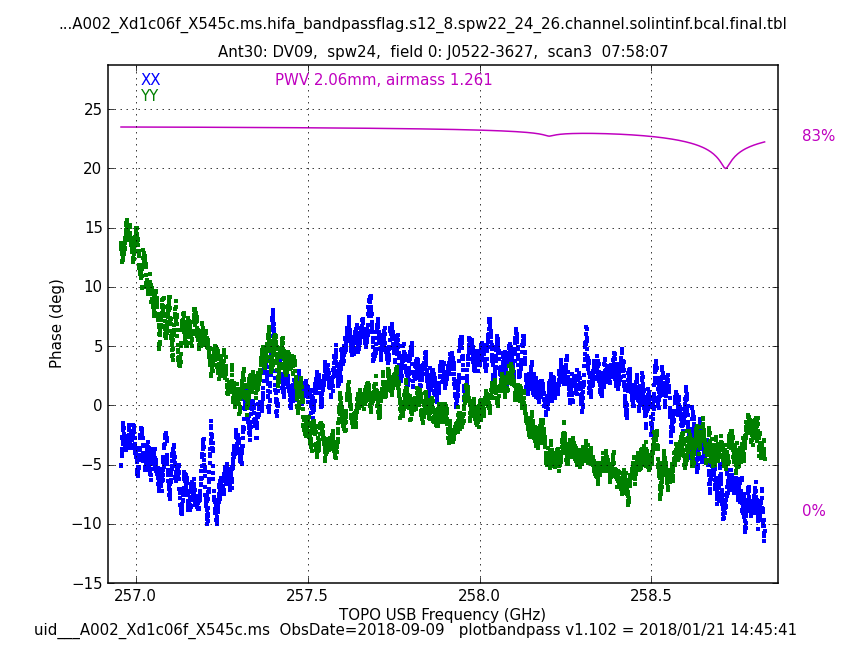 ...A002_Xd1c06f_X545c.ms.hifa_bandpassflag.s12_8.spw22_24_26.channel.solintinf.bcal.final.tbl
Ant30: DV09,  spw24,  field 0: J0522-3627,  scan3  07:58:07
XX
PWV 2.06mm, airmass 1.261
YY
25
83%
20
15
10
5
0
−5
−10
0%
−15
Phase (deg)
257.0
257.5
258.0
258.5
TOPO USB Frequency (GHz)
uid___A002_Xd1c06f_X545c.ms  ObsDate=2018-09-09   plotbandpass v1.102 = 2018/01/21 14:45:41